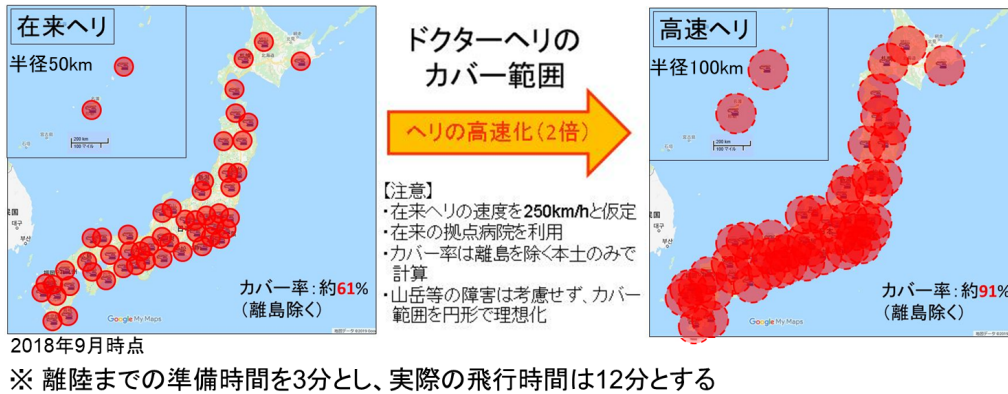 在来ヘリ
半径50km
200 km
100 マイル
カバー率：約61%
（離島除く）
Google My Maps
2018年9月時点
ドクターヘリの
カバー範囲
ヘリの高速化（2倍）
【注意】
・在来ヘリの速度を250km/hと仮定
・在来の拠点病院を利用
・カバー率は離島を除く本土のみで
計算
・山岳等の障害は考慮せず、カバー
範囲を円形で理想化
高速ヘリ
半径100km
カバー率：約91%
（離島除く）
Google My Maps
※ 離陸までの準備時間を3分とし、実際の飛行時間は12分とする